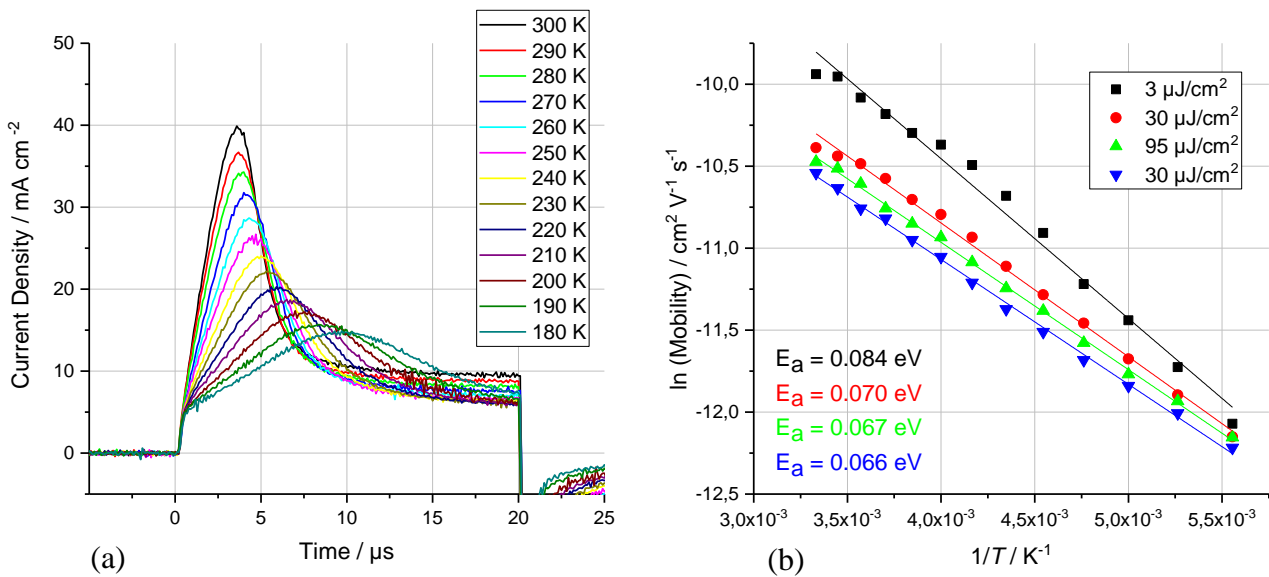 50
40
30
20
10
0
Current Density / mA cm⁻²
0 5 10 15 20 25
Time / µs
(a)
300 K
290 K
280 K
270 K
260 K
250 K
240 K
230 K
220 K
210 K
200 K
190 K
180 K
-10,0
-10,5
-11,0
-11,5
-12,0
-12,5
ln (Mobility) / cm² V⁻¹ s⁻¹
3 µJ/cm²
30 µJ/cm²
95 µJ/cm²
30 µJ/cm²
Eₐ = 0.084 eV
Eₐ = 0.070 eV
Eₐ = 0.067 eV
Eₐ = 0.066 eV
3,0x10⁻³ 3,5x10⁻³ 4,0x10⁻³ 4,5x10⁻³ 5,0x10⁻³ 5,5x10⁻³
1/T / K⁻¹
(b)